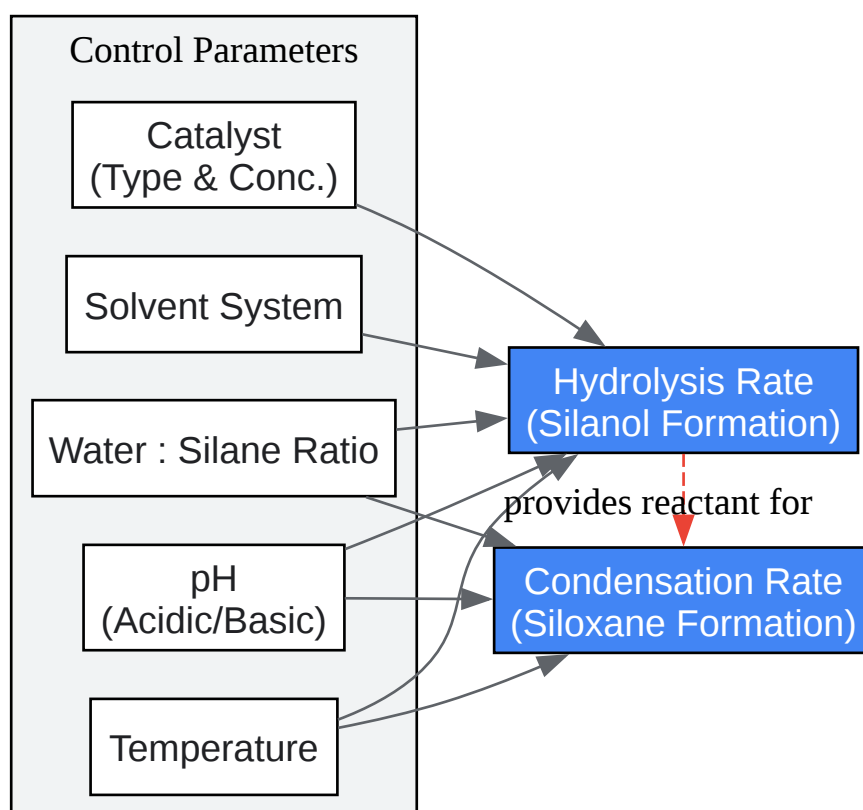 Control Parameters
Catalyst
(Type & Conc.)
Solvent System
Water : Silane Ratio
pH
(Acidic/Basic)
Temperature
Hydrolysis Rate
(Silanol Formation)
provides reactant for
Condensation Rate
(Siloxane Formation)